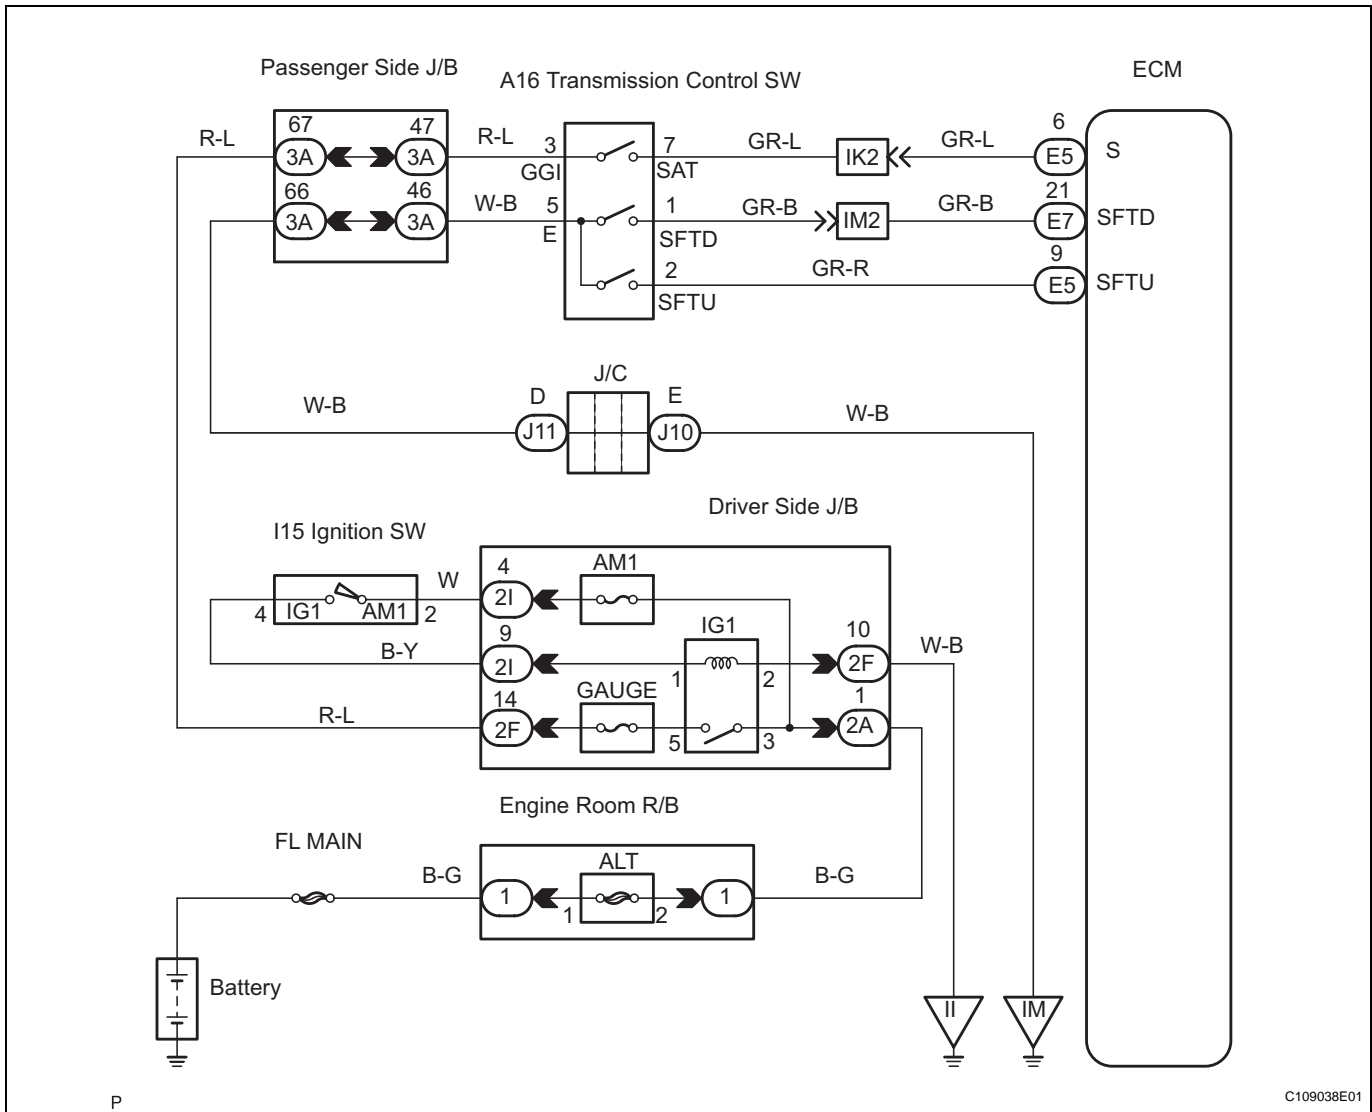 Passenger Side J/B
A16 Transmission Control SW
ECM
67
47
R-L
3A
3A
R-L
3
GGI
7
SAT
GR-L
IK2
GR-L
6
E5
S
66
46
3A
3A
W-B
5
E
1
SFTD
GR-B
IM2
GR-B
21
E7
SFTD
2
SFTU
GR-R
9
E5
SFTU
J/C
W-B
D
J11
E
J10
W-B
Driver Side J/B
I15 Ignition SW
4
IG1
AM1
2
W
4
2I
AM1
B-Y
9
2I
IG1
1
2
10
2F
W-B
R-L
14
2F
GAUGE
5
3
1
2A
Engine Room R/B
FL MAIN
B-G
1
1
ALT
2
1
B-G
Battery
II
IM
P
C109038E01